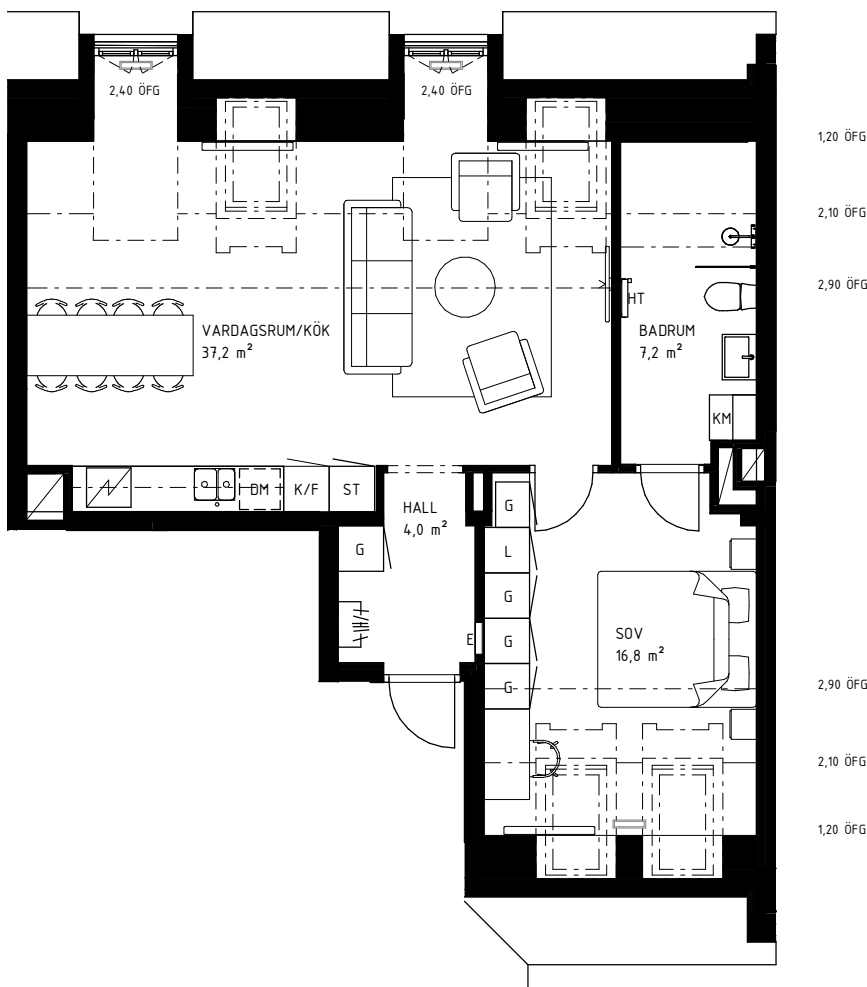 2,40 ÖFG
2,40 ÖFG
1,20 ÖFG
2,10 ÖFG
2,90 ÖFG
HT
VARDAGSRUM/KÖK
37,2 m²
BADRUM
7,2 m²
KM
DM
K/F
ST
HALL
4,0 m²
G
G
L
G
G
G
E
SOV
16,8 m²
2,90 ÖFG
2,10 ÖFG
1,20 ÖFG